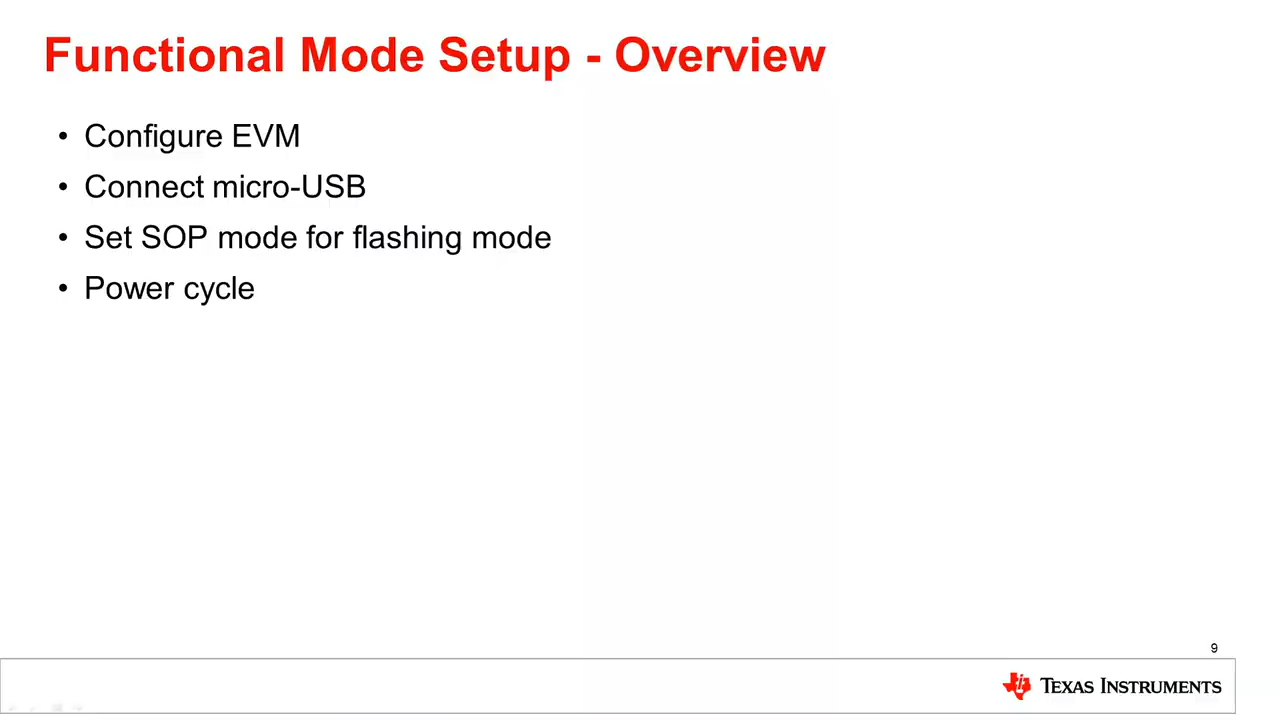 Functional Mode Setup - Overview
• Configure EVM
• Connect micro-USB
• Set SOP mode for flashing mode
• Power cycle
9
TEXAS INSTRUMENTS